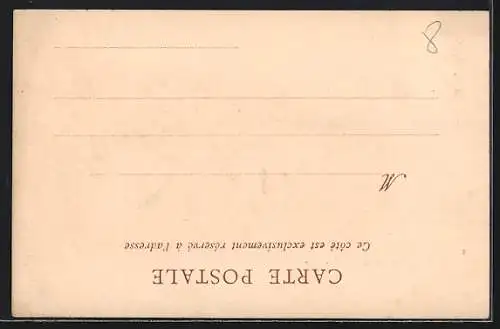 CARTE POSTALE
Ce côté est exclusivement réservé à l'adresse
M
8